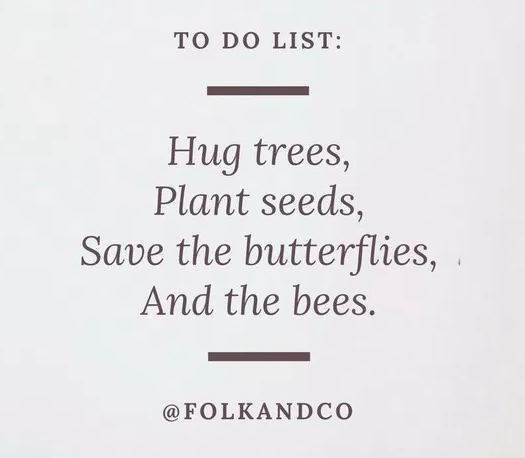 TO DO LIST:
Hug trees,
Plant seeds,
Save the butterflies,
And the bees.
@FOLKANDCO